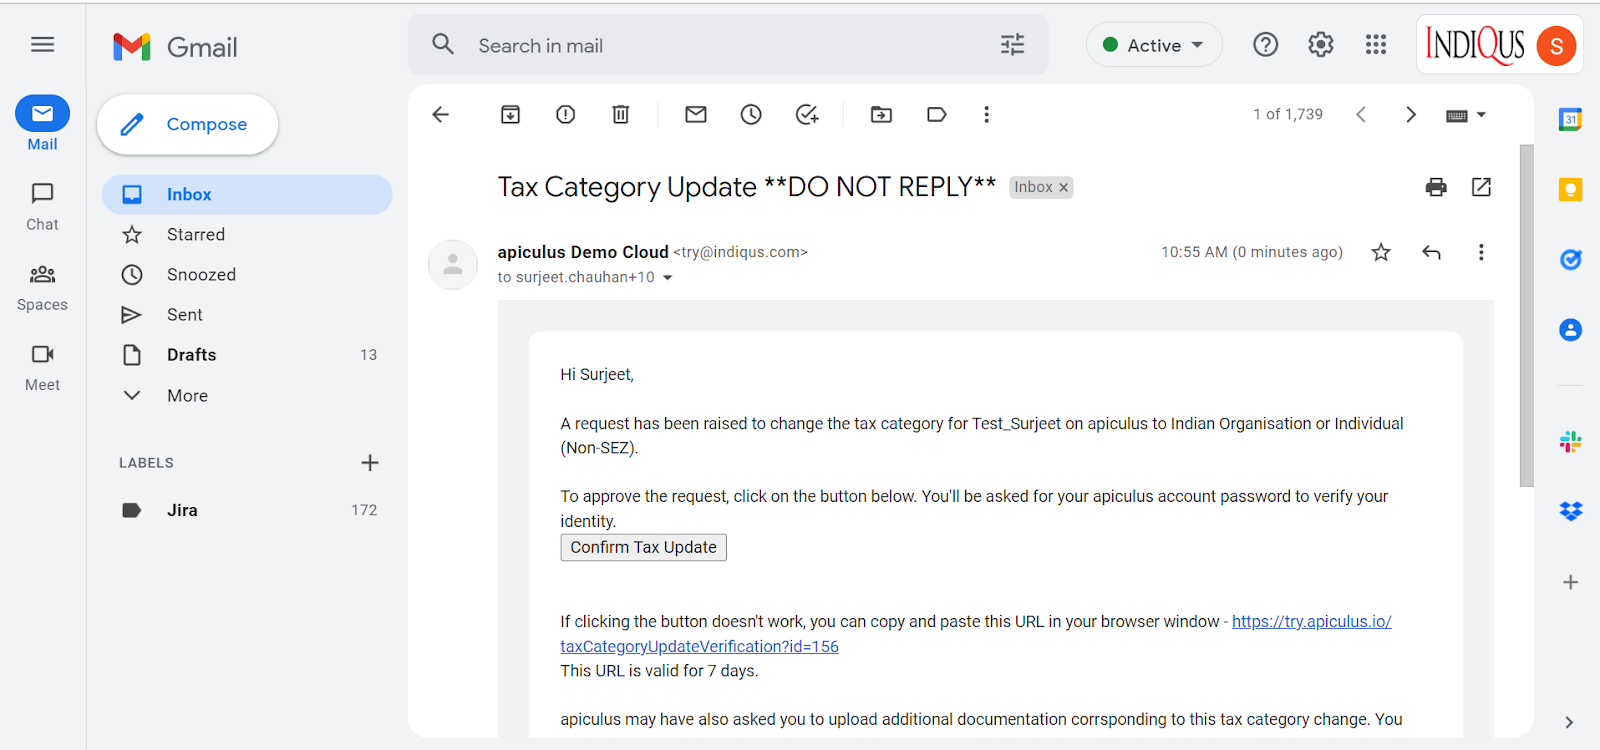 Gmail
Search in mail
Active
INDIQUS
S
Mail
Compose
1 of 1,739
31
Inbox
Tax Category Update **DO NOT REPLY**
Inbox ×
Chat
Starred
apiculus Demo Cloud <try@indiqus.com>
10:55 AM (0 minutes ago)
Snoozed
to surjeet.chauhan+10
Spaces
Sent
Drafts 13
Meet
More
Hi Surjeet,
A request has been raised to change the tax category for Test_Surjeet on apiculus to Indian Organisation or Individual
(Non-SEZ).
LABELS
To approve the request, click on the button below. You'll be asked for your apiculus account password to verify your
identity.
Jira 172
Confirm Tax Update
If clicking the button doesn't work, you can copy and paste this URL in your browser window - https://try.apiculus.io/
taxCategoryUpdateVerification?id=156
This URL is valid for 7 days.
apiculus may have also asked you to upload additional documentation corrsponding to this tax category change. You